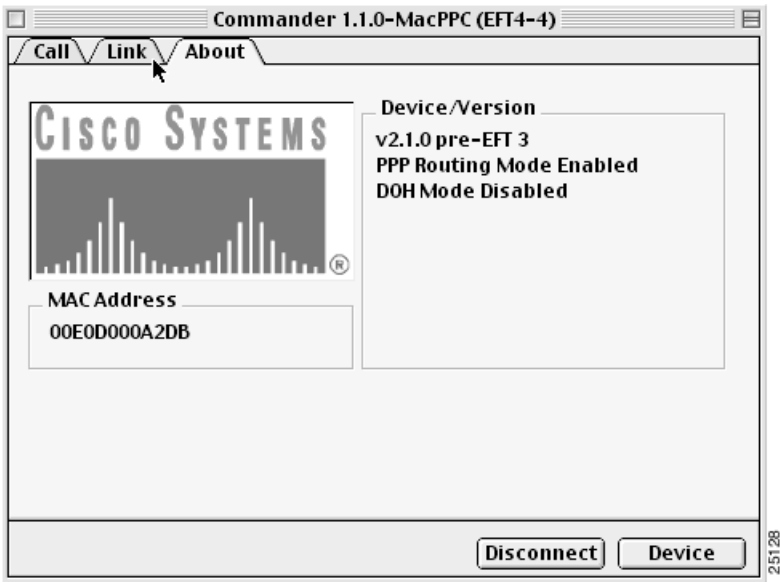 Commander 1.1.0-MacPPC (EFT4-4)
Call
Link
About
CISCO SYSTEMS
®
Device/Version
v2.1.0 pre-EFT 3
PPP Routing Mode Enabled
D0H Mode Disabled
MAC Address
00E0D000A2DB
Disconnect
Device
25128